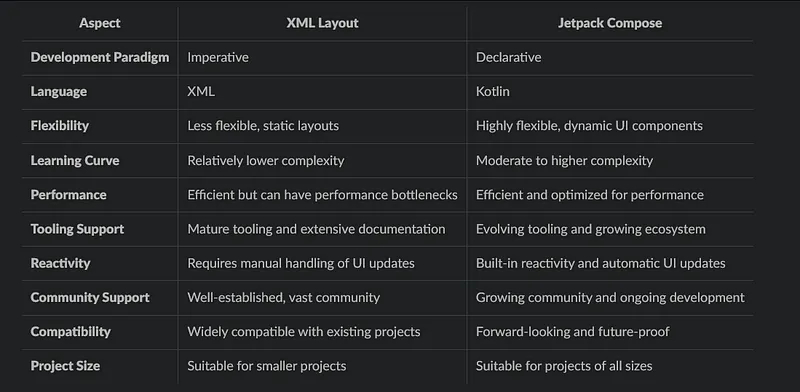 Aspect XML Layout Jetpack Compose
Development Paradigm Imperative Declarative
Language XML Kotlin
Flexibility Less flexible, static layouts Highly flexible, dynamic UI components
Learning Curve Relatively lower complexity Moderate to higher complexity
Performance Efficient but can have performance bottlenecks Efficient and optimized for performance
Tooling Support Mature tooling and extensive documentation Evolving tooling and growing ecosystem
Reactivity Requires manual handling of UI updates Built-in reactivity and automatic UI updates
Community Support Well-established, vast community Growing community and ongoing development
Compatibility Widely compatible with existing projects Forward-looking and future-proof
Project Size Suitable for smaller projects Suitable for projects of all sizes